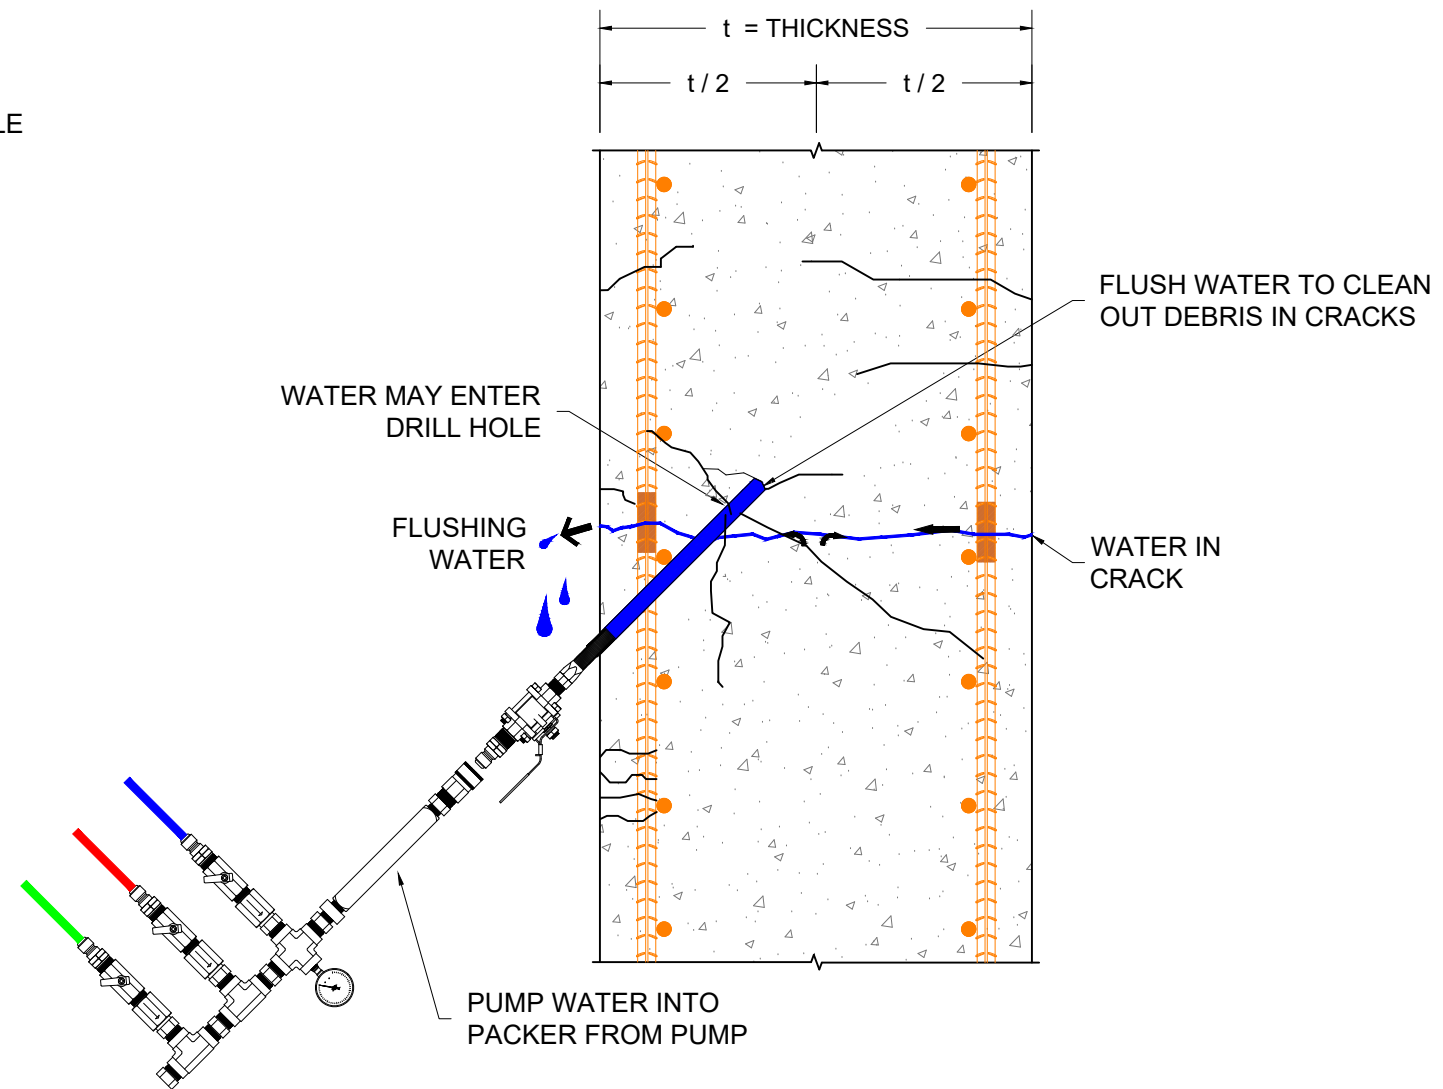 t = THICKNESS
t / 2
t / 2
LE
FLUSH WATER TO CLEAN
OUT DEBRIS IN CRACKS
WATER MAY ENTER
DRILL HOLE
FLUSHING
WATER
WATER IN
CRACK
PUMP WATER INTO
PACKER FROM PUMP